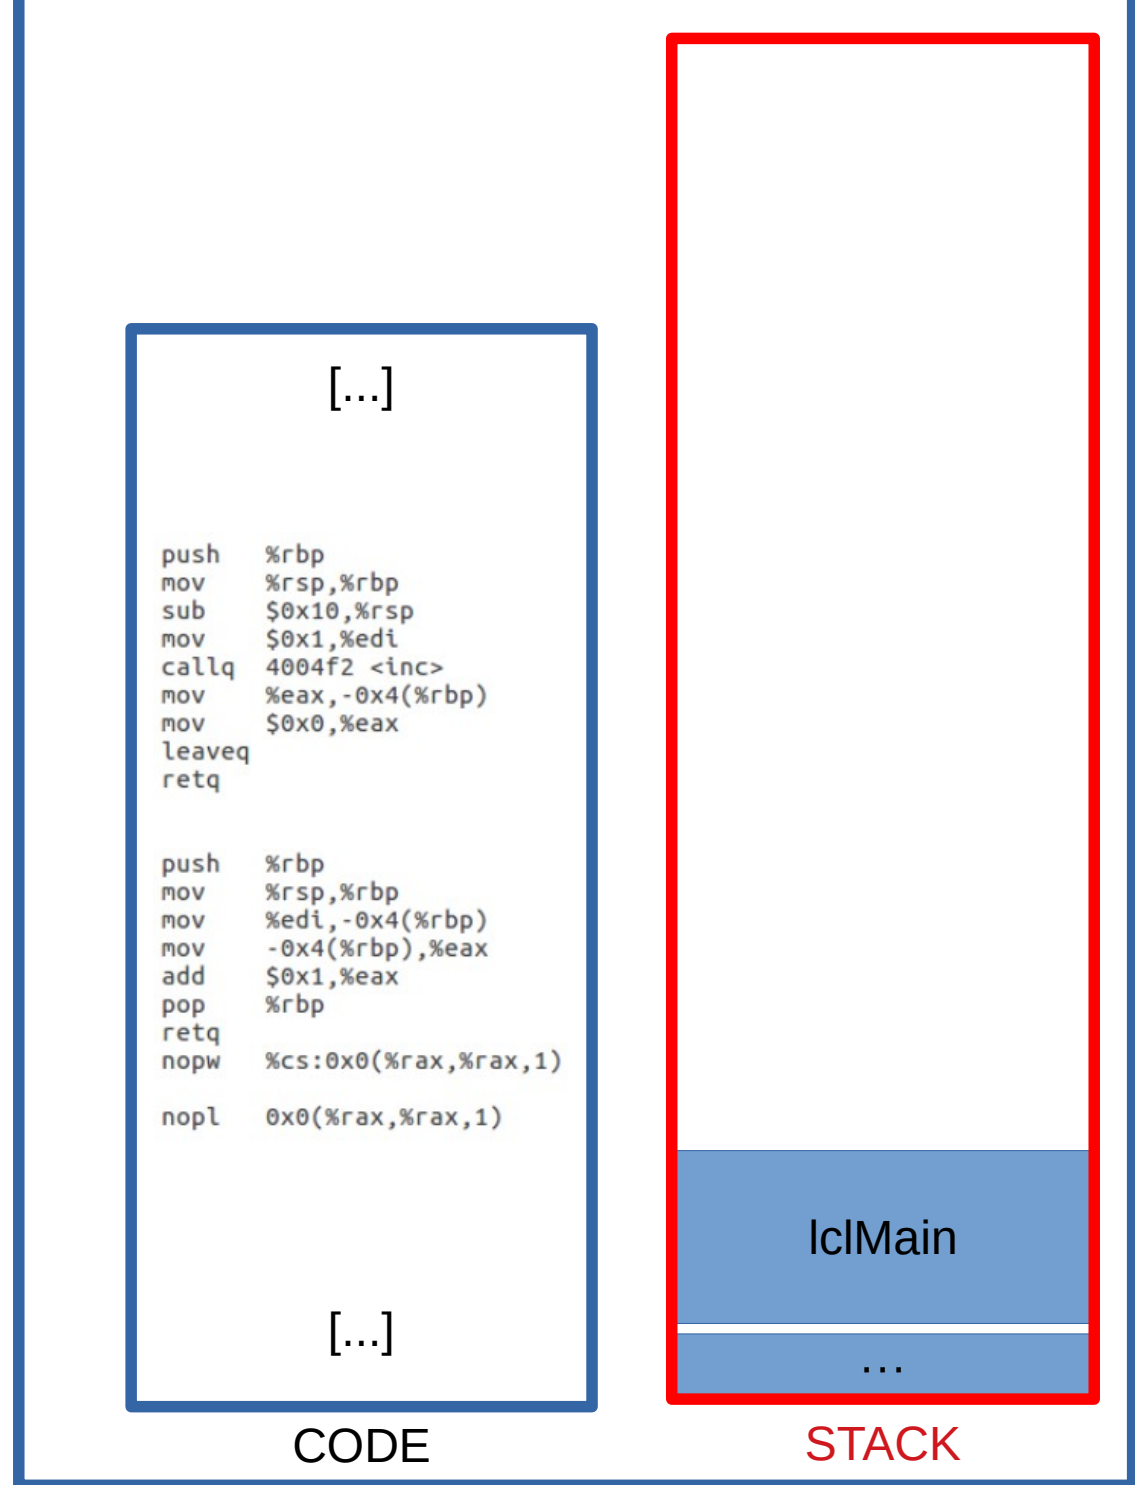 [...]
push %rbp
mov %rsp,%rbp
sub $0x10,%rsp
mov $0x1,%edi
callq 4004f2 <inc>
mov %eax,-0x4(%rbp)
mov $0x0,%eax
leaveq
retq
push %rbp
mov %rsp,%rbp
mov %edi,-0x4(%rbp)
mov -0x4(%rbp),%eax
add $0x1,%eax
pop %rbp
retq
nopw %cs:0x0(%rax,%rax,1)
nopl 0x0(%rax,%rax,1)
[...]
CODE
lclMain
...
STACK